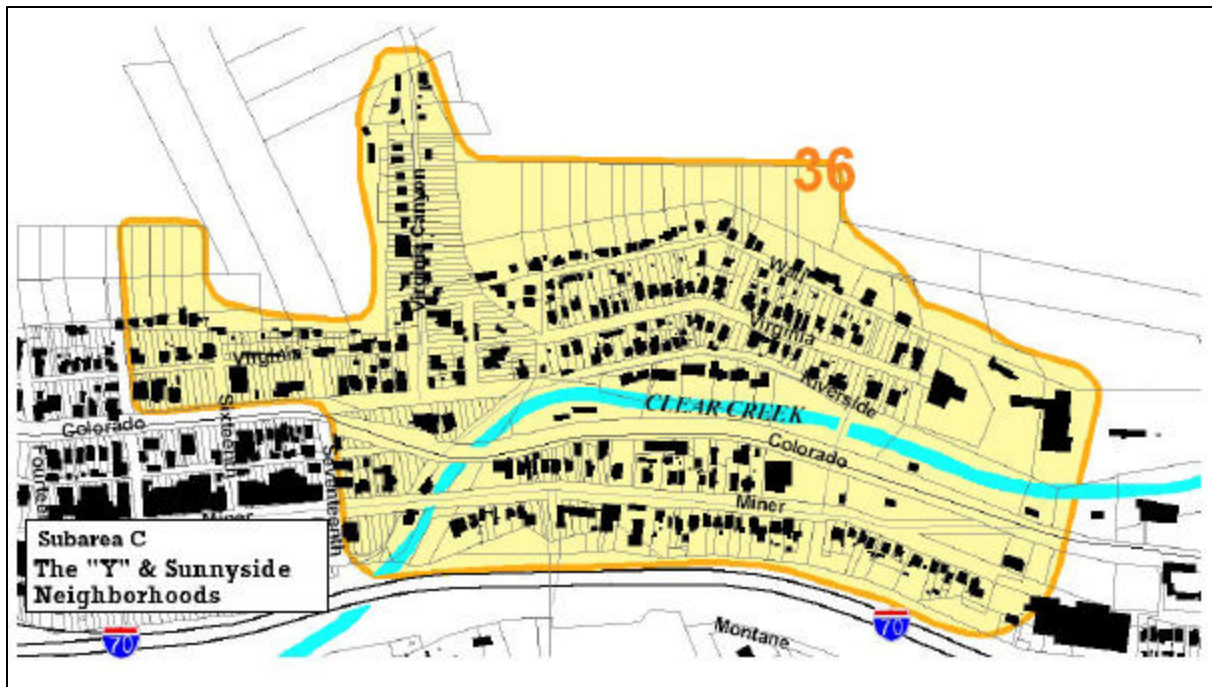 36
Virginia Canyon
Wall
Virginia
Virginia
Riverside
CLEAR CREEK
Sixteenth
Colorado
Colorado
Seventeenth
Miner
Miner
Subarea C
The "Y" & Sunnyside
Neighborhoods
70
70
Montane